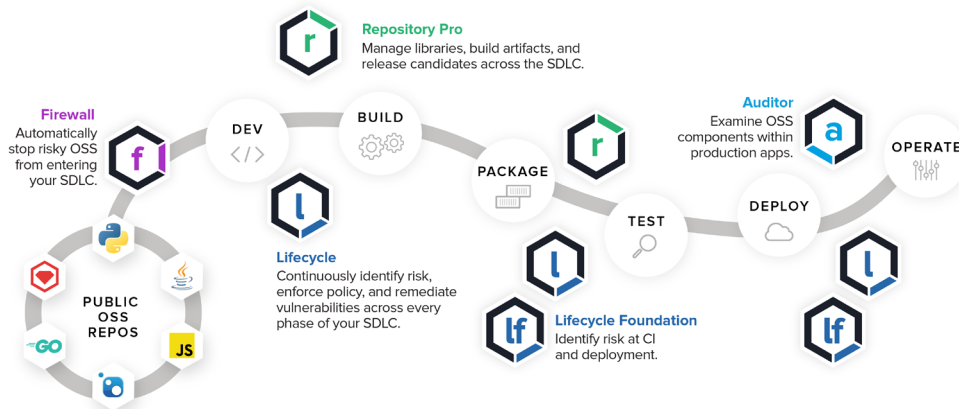 Repository Pro
Manage libraries, build artifacts, and
release candidates across the SDLC.
r
Firewall
Automatically
stop risky OSS
from entering
your SDLC.
f
DEV
</>
BUILD
l
Lifecycle
Continuously identify risk,
enforce policy, and remediate
vulnerabilities across every
phase of your SDLC.
PUBLIC
OSS
REPOS
GO
JS
PACKAGE
r
TEST
l
lf
Lifecycle Foundation
Identify risk at CI
and deployment.
Auditor
Examine OSS
components within
production apps.
a
DEPLOY
OPERATE
l
lf